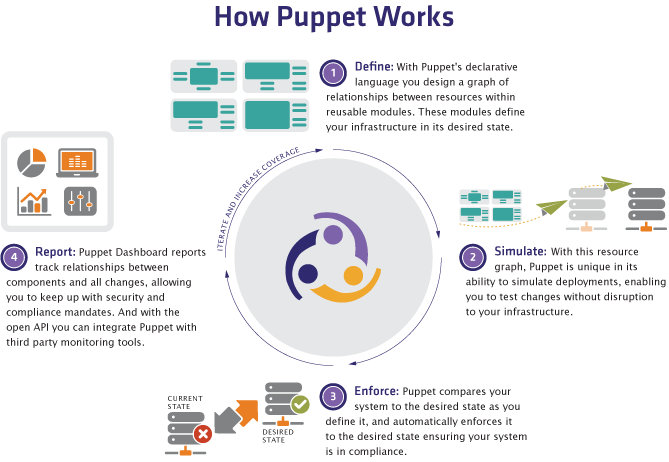 How Puppet Works
1 Define: With Puppet's declarative
language you design a graph of
relationships between resources within
reusable modules. These modules define
your infrastructure in its desired state.
ITERATE AND INCREASE COVERAGE
2 Simulate: With this resource
graph, Puppet is unique in its
ability to simulate deployments, enabling
you to test changes without disruption
to your infrastructure.
3 Enforce: Puppet compares your
system to the desired state as you
define it, and automatically enforces it
to the desired state ensuring your system
is in compliance.
CURRENT
STATE
DESIRED
STATE
4 Report: Puppet Dashboard reports
track relationships between
components and all changes, allowing
you to keep up with security and
compliance mandates. And with the
open API you can integrate Puppet with
third party monitoring tools.